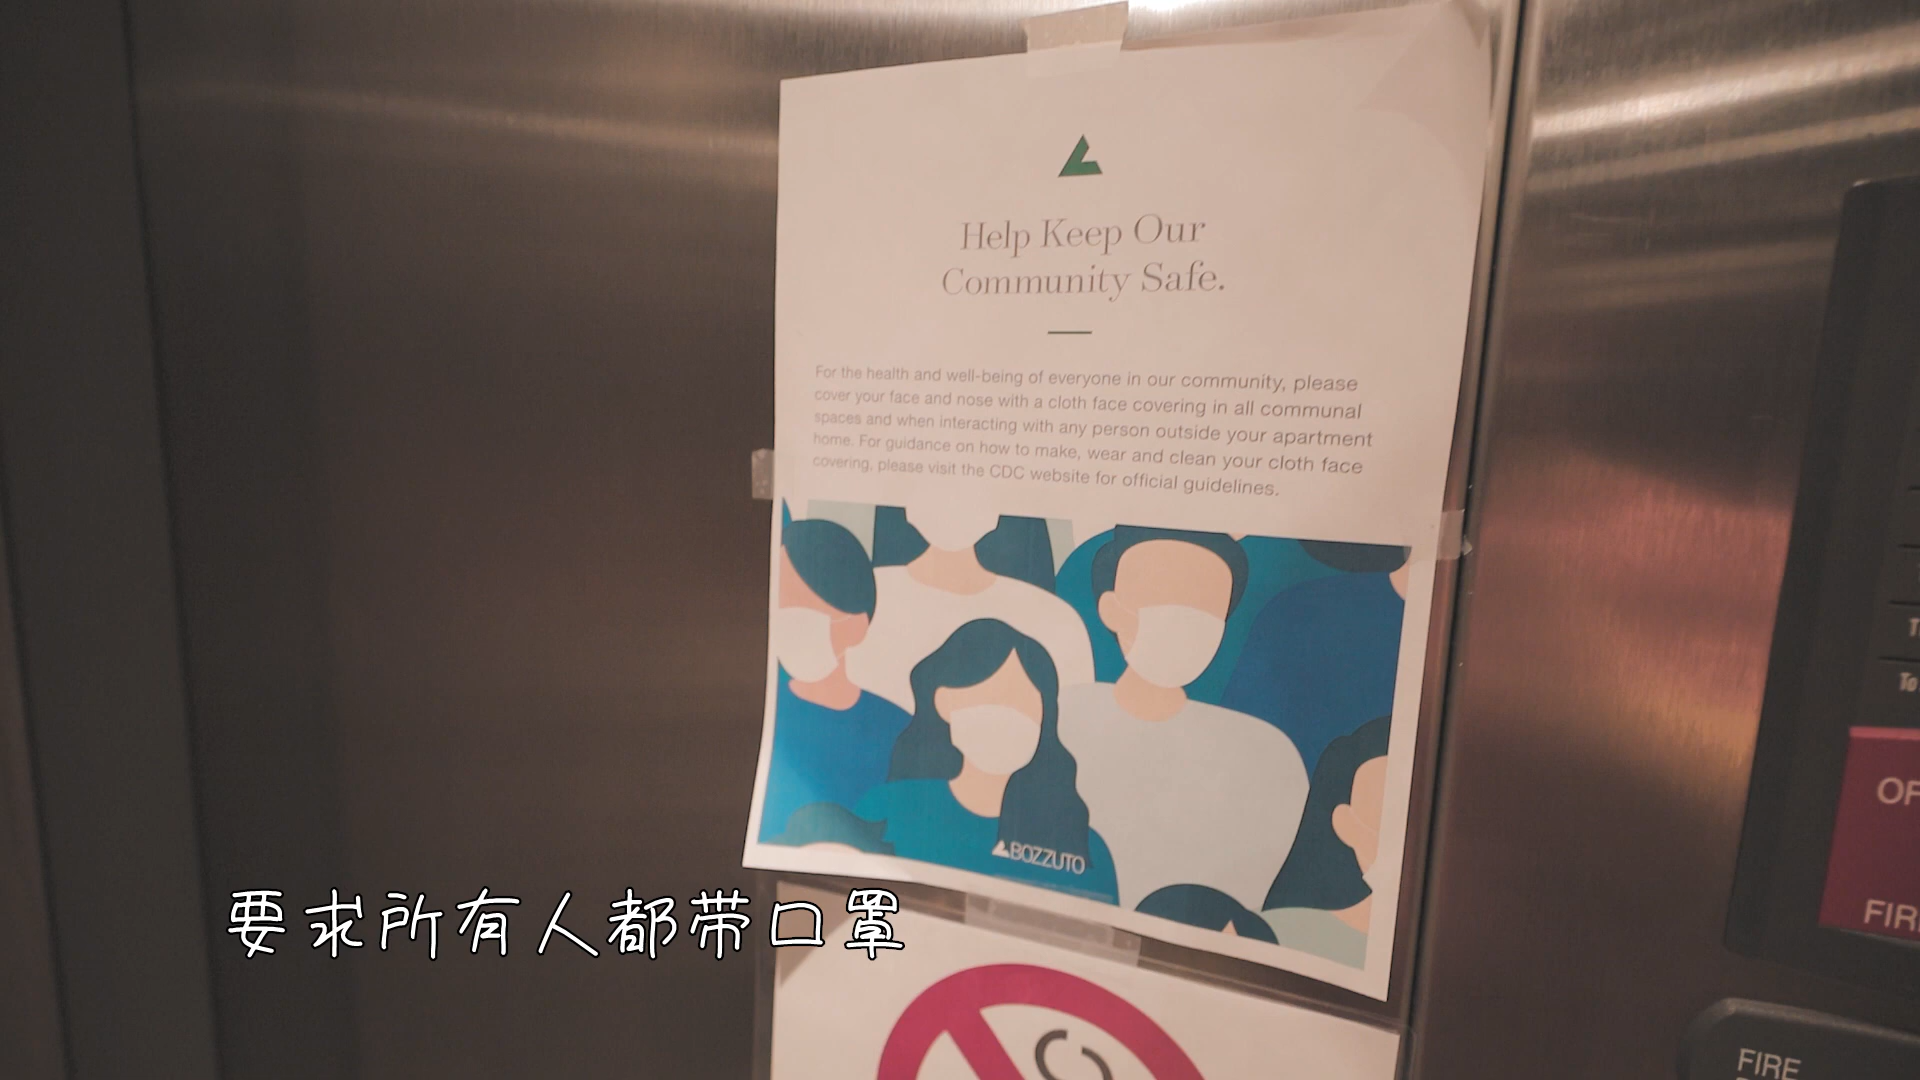 Help Keep Our
Community Safe.
For the health and well-being of everyone in our community, please
cover your face and nose with a cloth face covering in all communal
spaces and when interacting with any person outside your apartment
home. For guidance on how to make, wear and clean your cloth face
covering, please visit the CDC website for official guidelines.
BOZZUTO
要求所有人都带口罩
To
FIRE